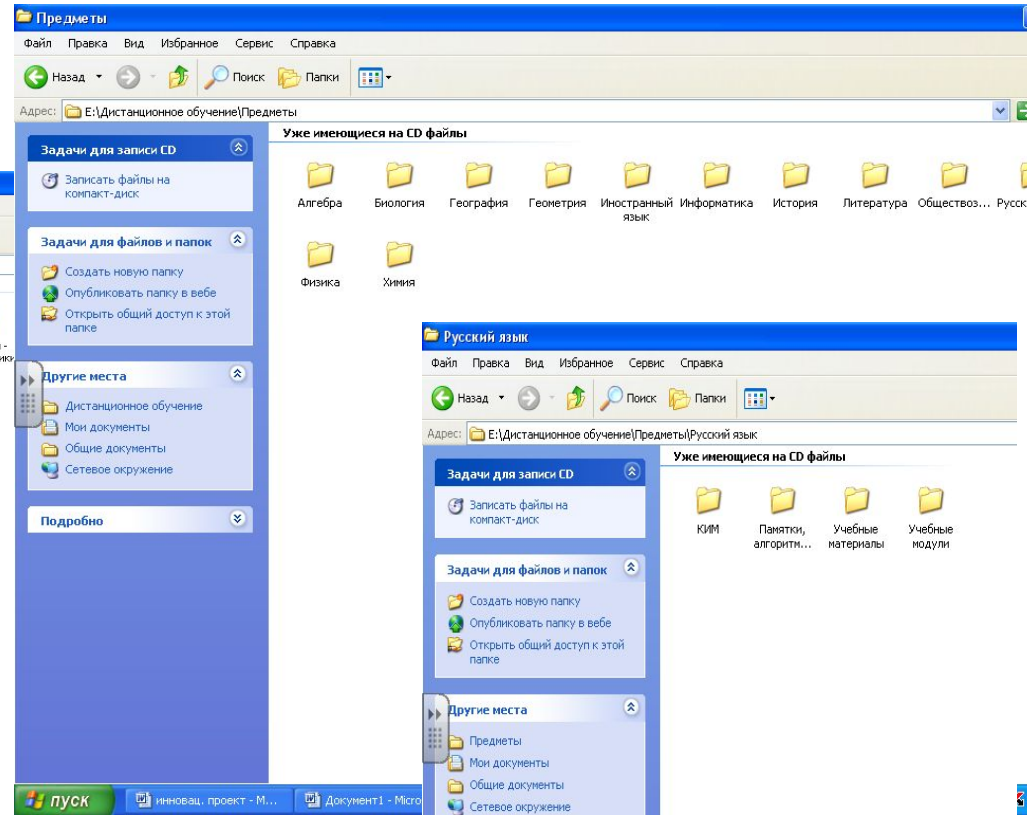 Предметы
Файл Правка Вид Избранное Сервис Справка
Назад Поиск Папки
Адрес: E:\Дистанционное обучение\Предметы
Задачи для записи CD
Записать файлы на
компакт-диск
Задачи для файлов и папок
Создать новую папку
Опубликовать папку в вебе
Открыть общий доступ к этой
папке
Другие места
Дистанционное обучение
Мои документы
Общие документы
Сетевое окружение
Подробно
Уже имеющиеся на CD файлы
Алгебра Биология География Геометрия Иностранный Информатика История Литература Обществоз... Русск
язык
Физика Химия
Русский язык
Файл Правка Вид Избранное Сервис Справка
Назад Поиск Папки
Адрес: E:\Дистанционное обучение\Предметы\Русский язык
Задачи для записи CD
Записать файлы на
компакт-диск
Задачи для файлов и папок
Создать новую папку
Опубликовать папку в вебе
Открыть общий доступ к этой
папке
Другие места
Предметы
Мои документы
Общие документы
Сетевое окружение
Уже имеющиеся на CD файлы
КИМ Памятки, Учебные Учебные
алгоритм... материалы модули
пуск инновац. проект - M... Документ1 - Micro